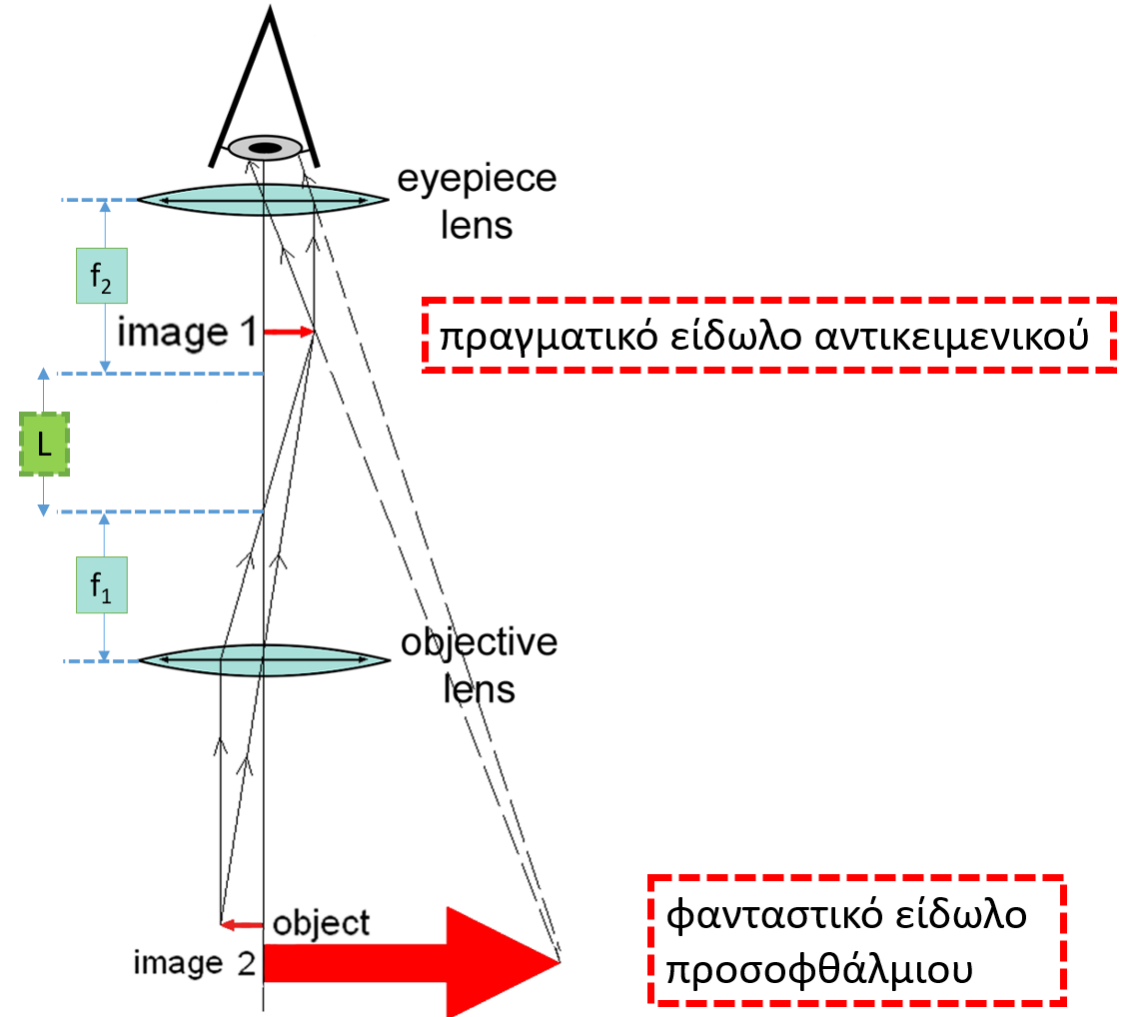 eyepiece
lens
f₂
image 1
πραγματικό είδωλο αντικειμενικού
L
f₁
objective
lens
object
image 2
φανταστικό είδωλο
προσοφθάλμιου